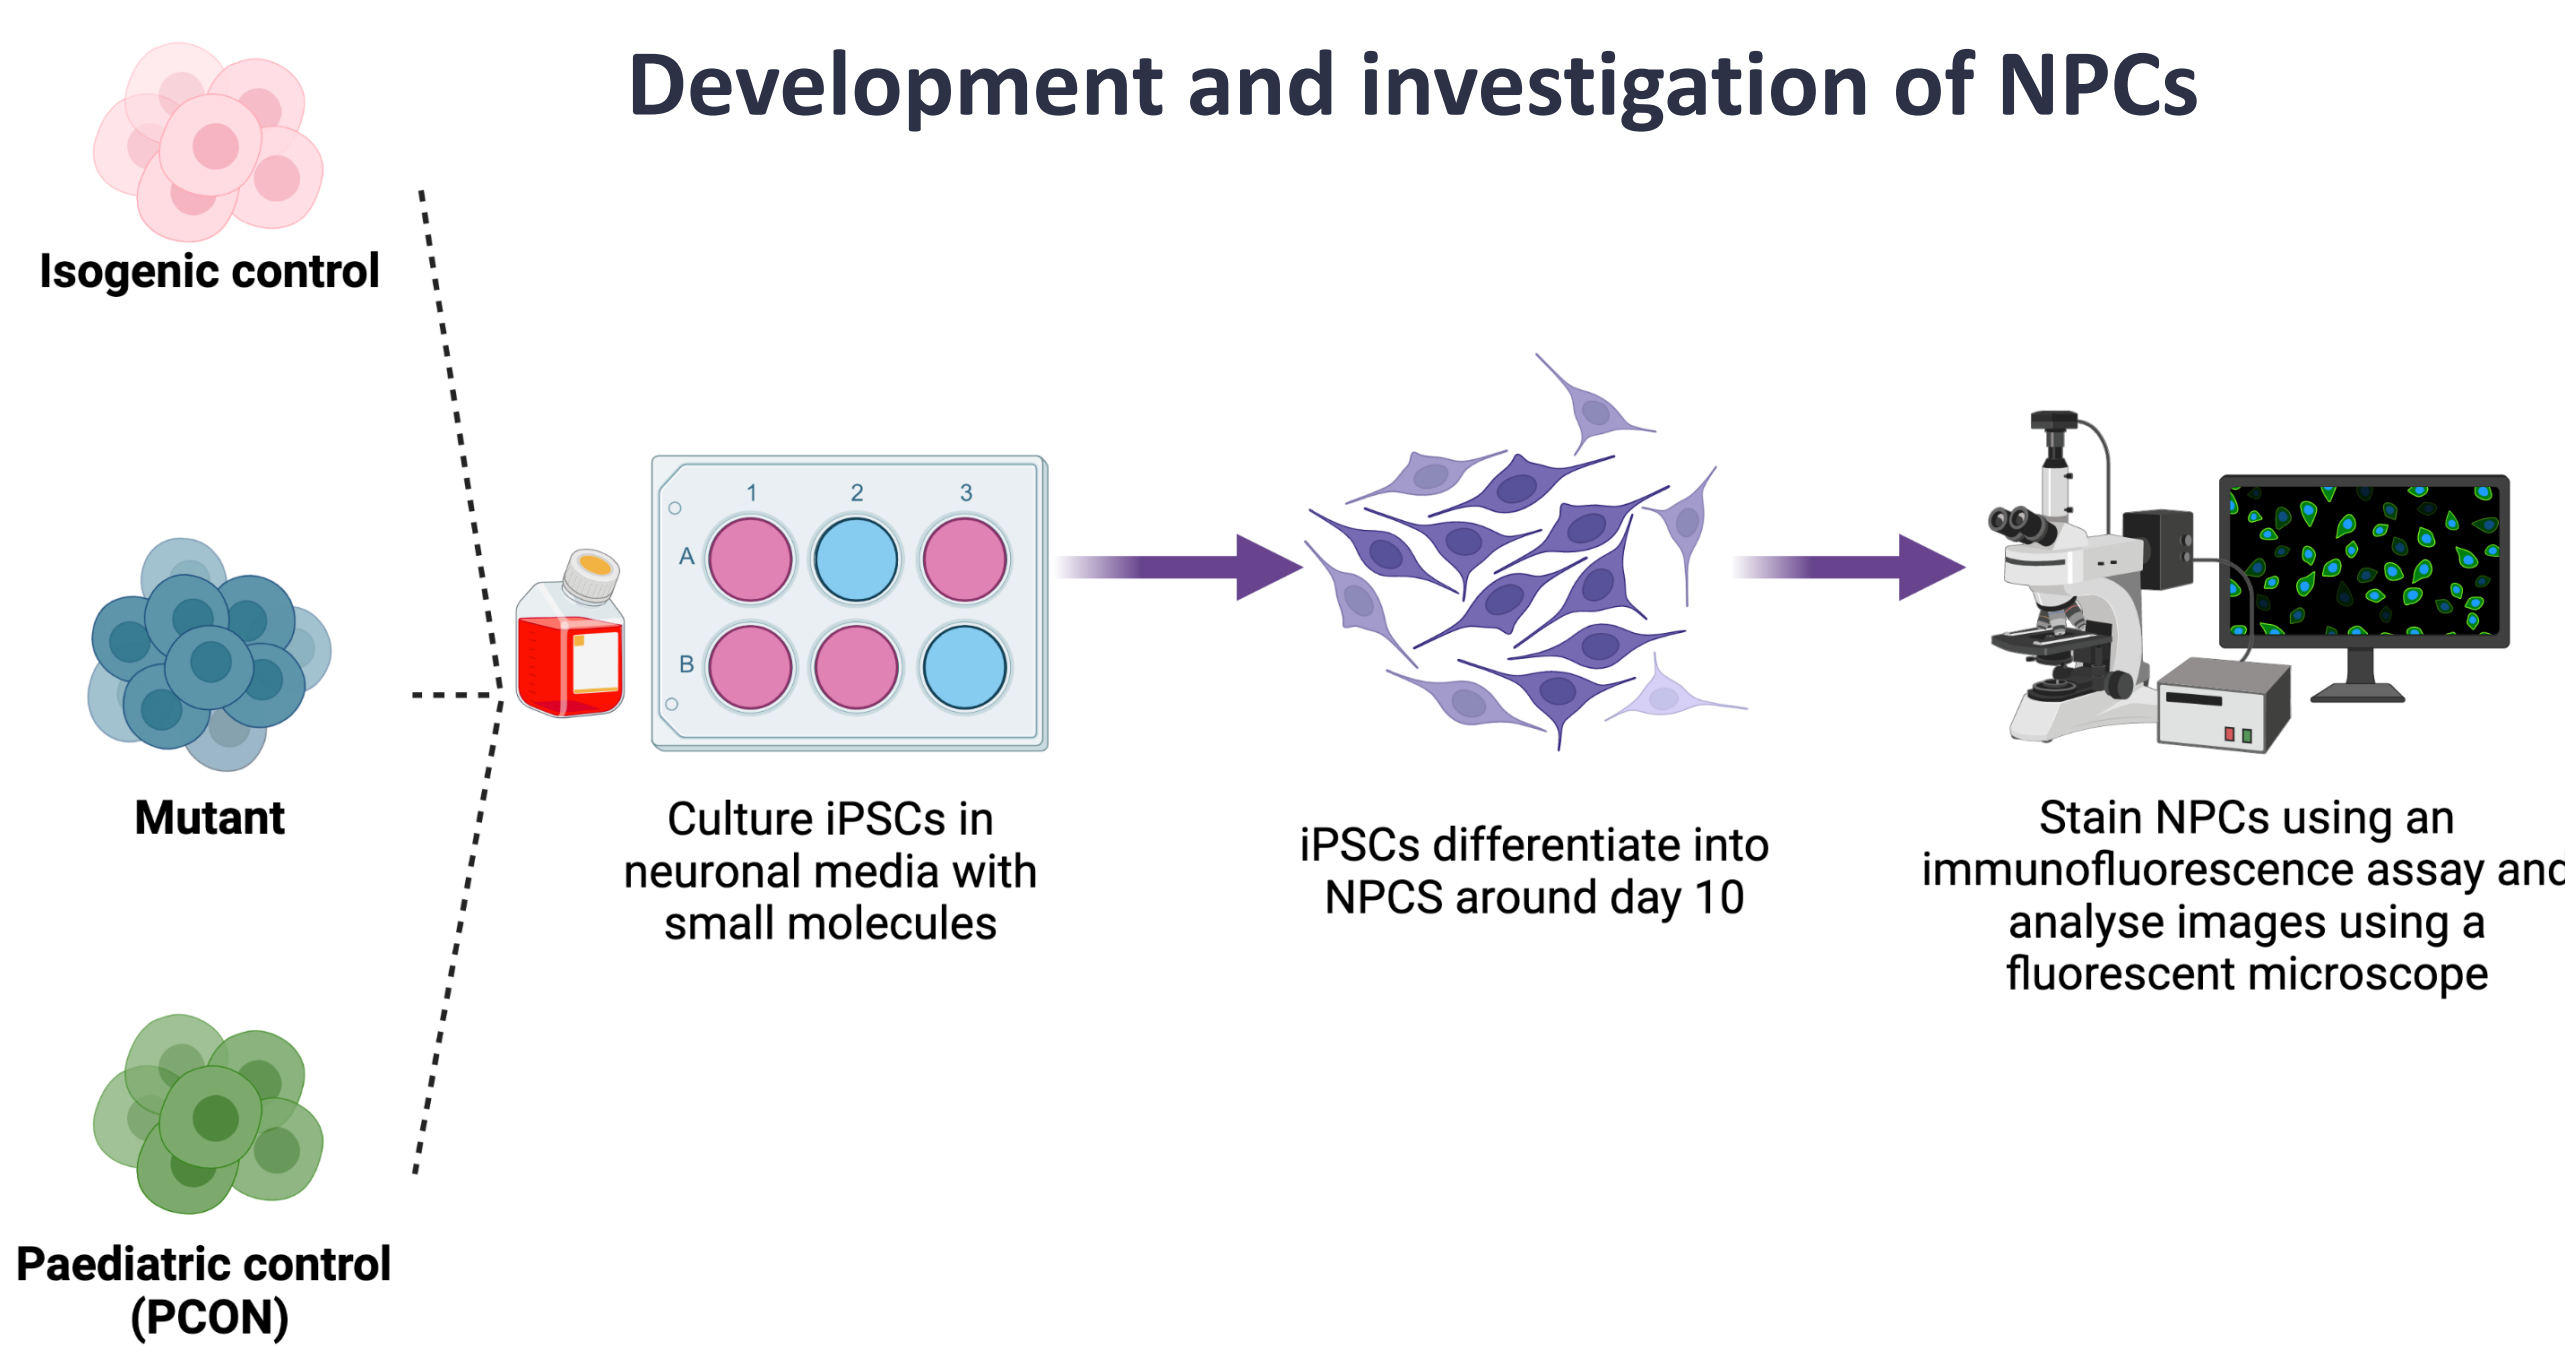 Development and investigation of NPCs
Isogenic control
Mutant
Paediatric control
(PCON)
1 2 3
A
B
Culture iPSCs in
neuronal media with
small molecules
iPSCs differentiate into
NPCS around day 10
Stain NPCs using an
immunofluorescence assay and
analyse images using a
fluorescent microscope